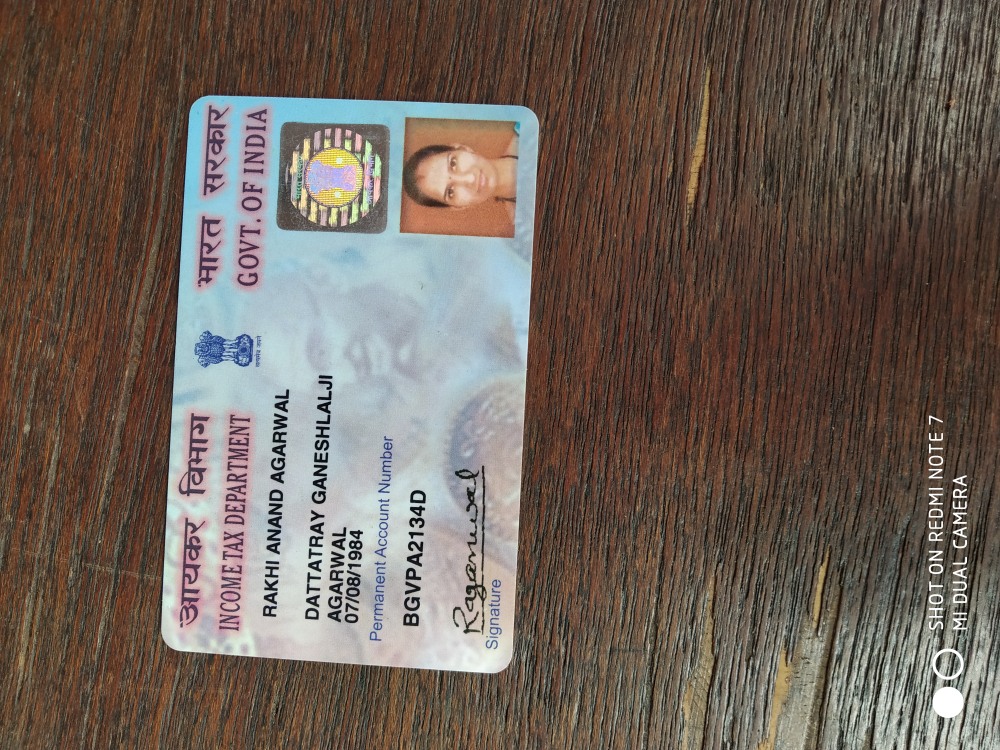 आयकर विभाग
INCOME TAX DEPARTMENT
भारत सरकार
GOVT. OF INDIA
सत्यमेव जयते
RAKHI ANAND AGARWAL
DATTATRAY GANESHLALJI
AGARWAL
07/08/1984
Permanent Account Number
BGVPA2134D
Ragarwal
Signature
SHOT ON REDMI NOTE 7
MI DUAL CAMERA